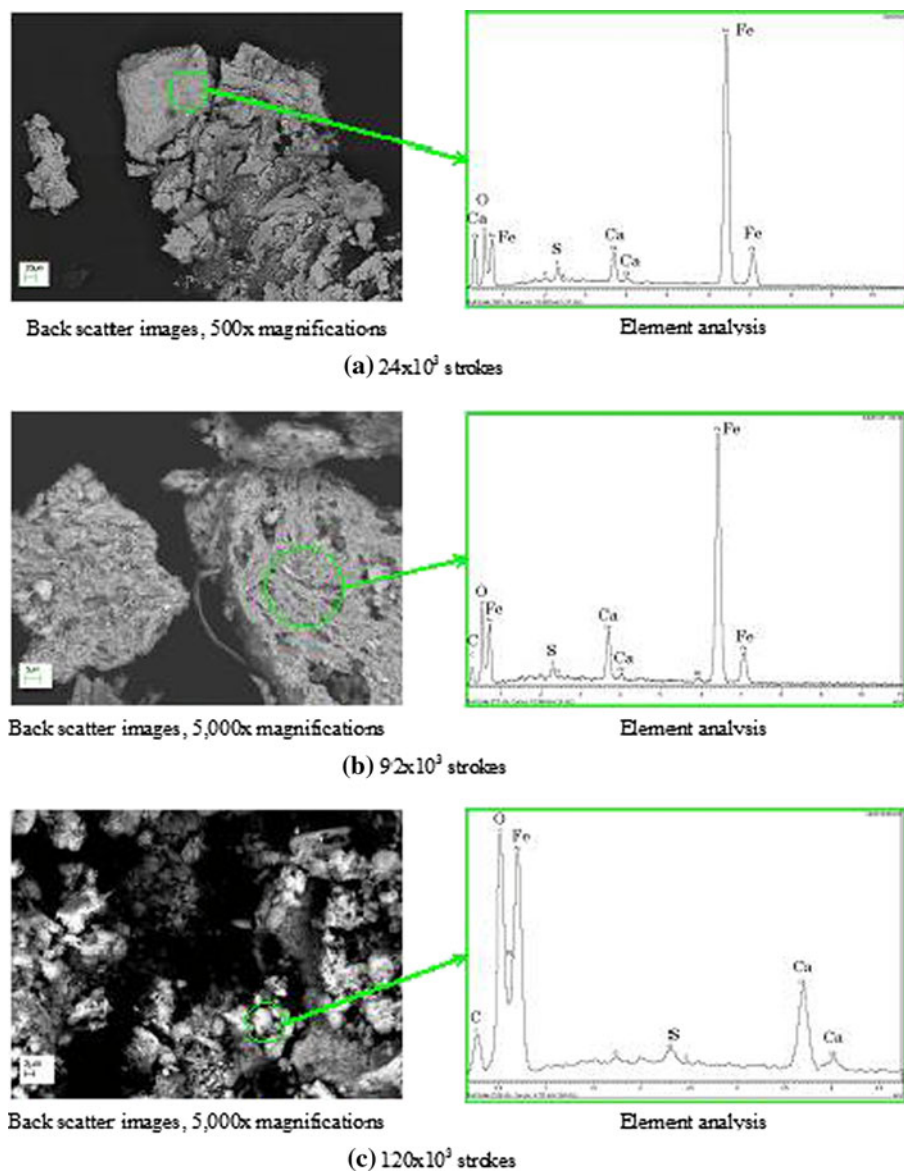 Fe
O
Ca
Fe
S
Ca
Ca
Fe
20µm
Back scatter images, 500x magnifications
Element analysis
(a) 24x10³ strokes
Fe
O
Fe
C
S
Ca
Ca
Fe
Back scatter images, 5,000x magnifications
Element analysis
(b) 92x10³ strokes
O
Fe
C
S
Ca
Ca
2µm
Back scatter images, 5,000x magnifications
Element analysis
(c) 120x10³ strokes